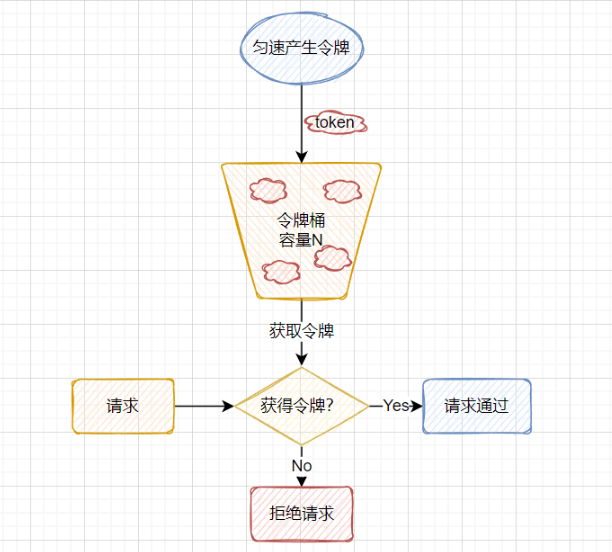 匀速产生令牌
token
令牌桶
容量N
获取令牌
请求
获得令牌?
Yes
请求通过
No
拒绝请求